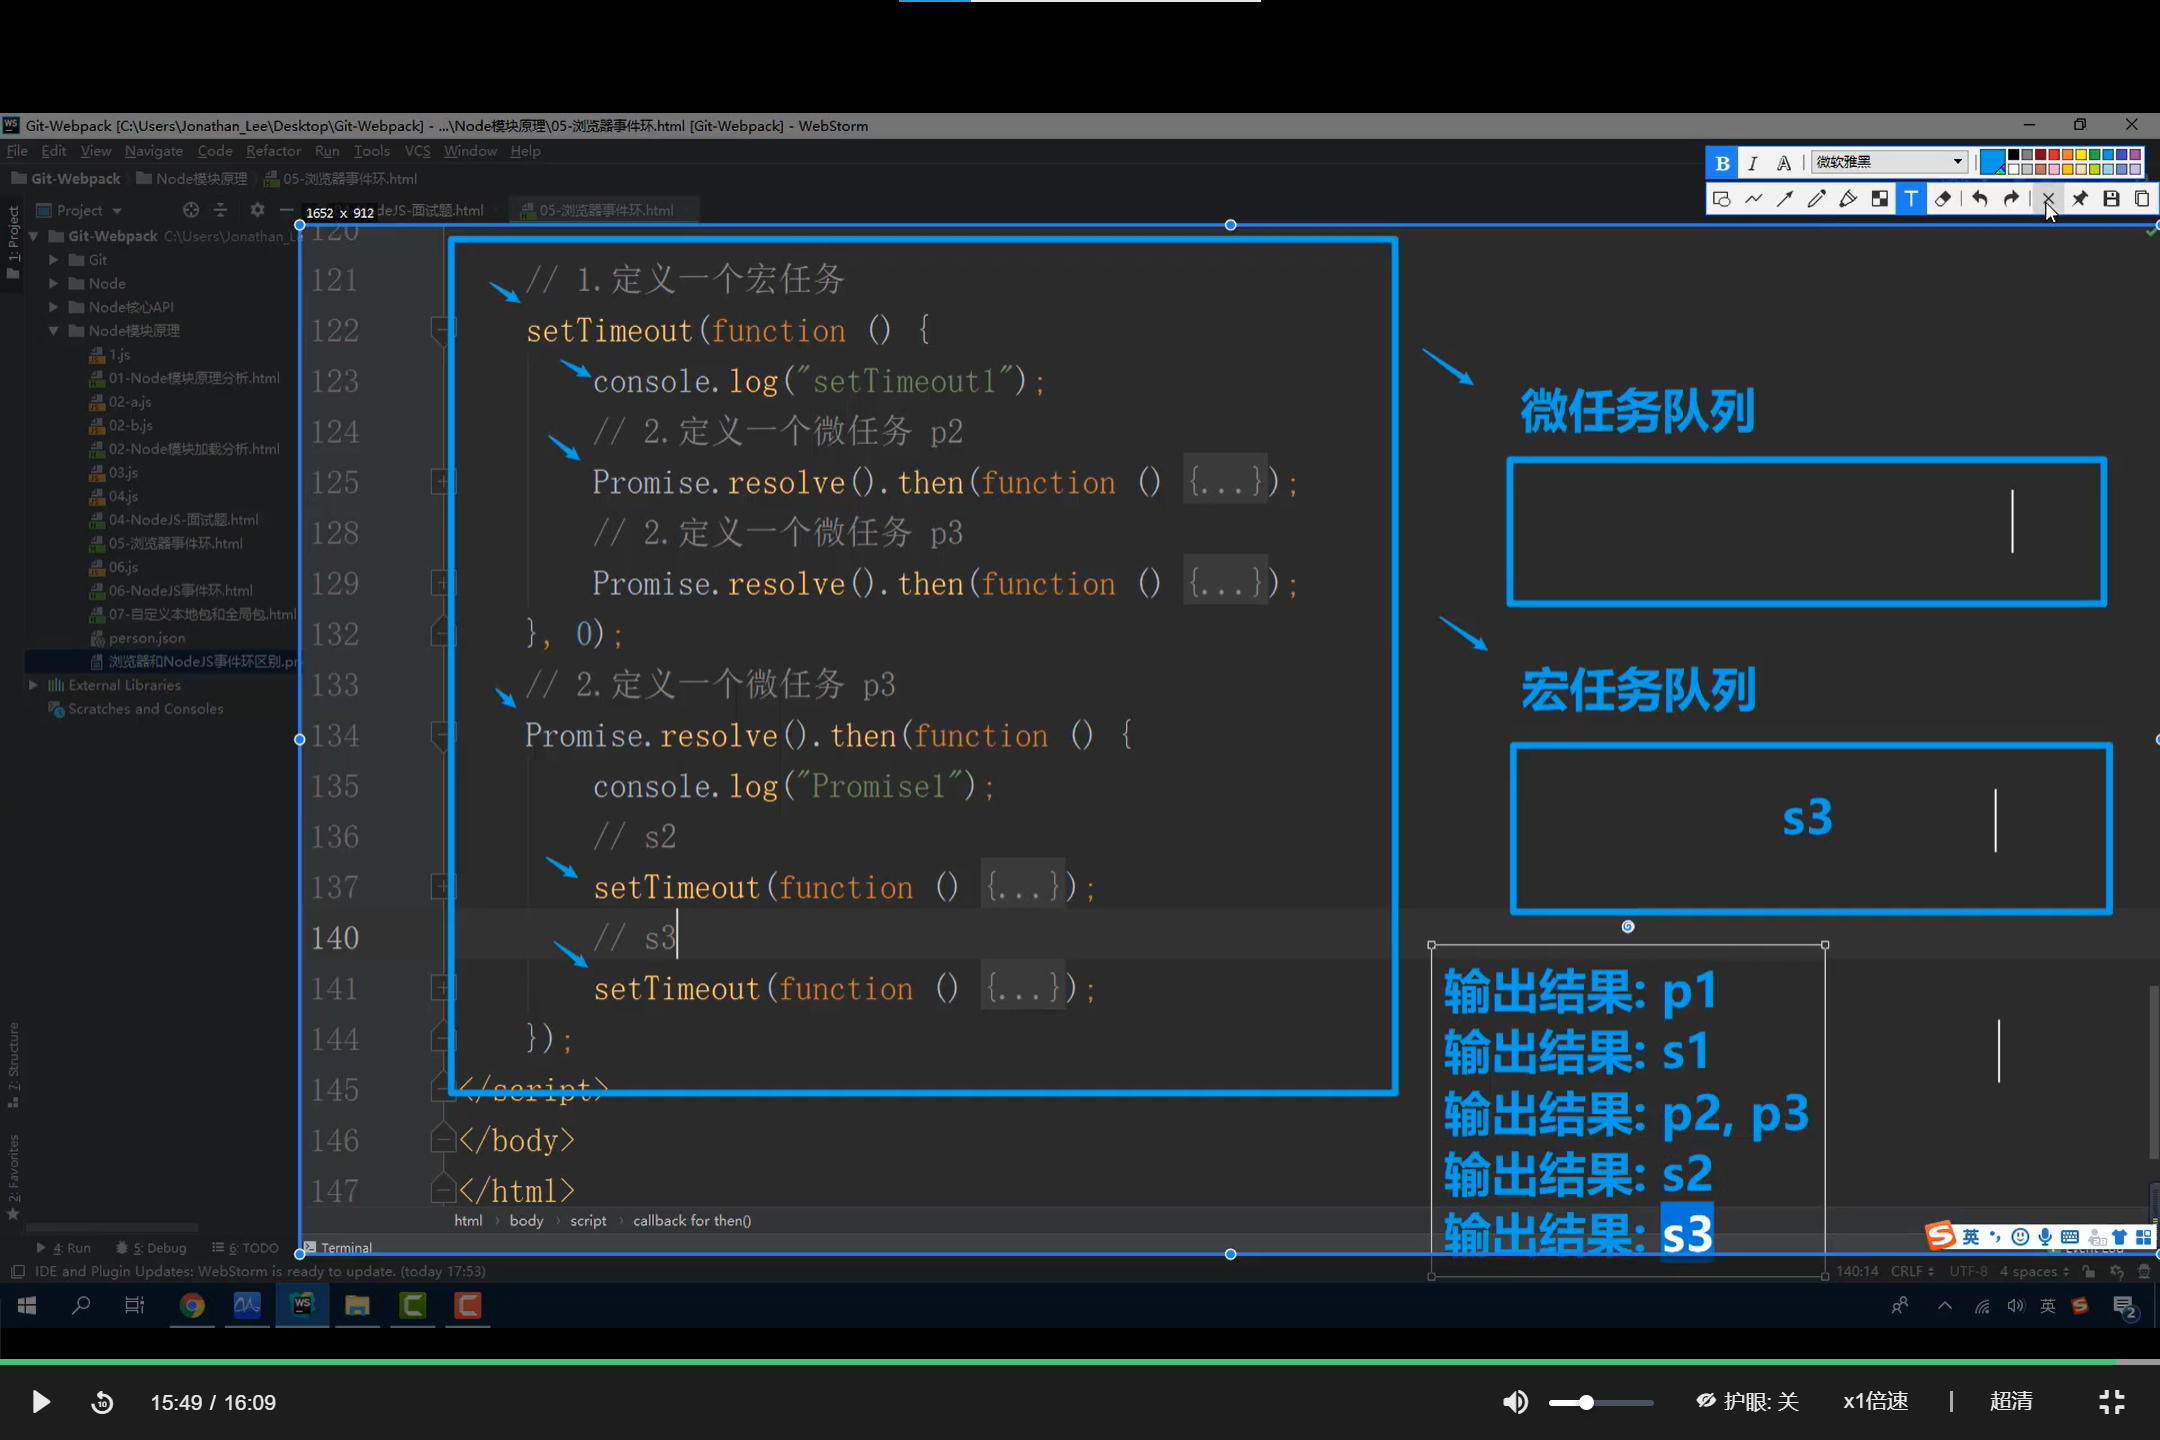 Git-Webpack [C:\Users\Jonathan_Lee\Desktop\Git-Webpack] - ...\Node模块原理\05-浏览器事件环.html [Git-Webpack] - WebStorm
File Edit View Navigate Code Refactor Run Tools VCS Window Help
B I A 微软雅黑
Git-Webpack Node模块原理 05-浏览器事件环.html
T
Project 1652 x 912 deJS-面试题.html 05-浏览器事件环.html
1: Project
Git-Webpack C:\Users\Jonathan_L
Git
Node
Node核心API
Node模块原理
1.js
01-Node模块原理分析.html
02-a.js
02-b.js
02-Node模块加载分析.html
03.js
04.js
04-NodeJS-面试题.html
05-浏览器事件环.html
06.js
06-NodeJS事件环.html
07-自定义本地包和全局包.html
person.json
浏览器和NodeJS事件环区别.pr
External Libraries
Scratches and Consoles
7: Structure
2: Favorites
120
121 // 1.定义一个宏任务
122 setTimeout(function () {
123 console.log("setTimeout1");
124 // 2.定义一个微任务 p2
125 Promise.resolve().then(function () {...});
128 // 2.定义一个微任务 p3
129 Promise.resolve().then(function () {...});
132 }, 0);
133 // 2.定义一个微任务 p3
134 Promise.resolve().then(function () {
135 console.log("Promise1");
136 // s2
137 setTimeout(function () {...});
140 // s3
141 setTimeout(function () {...});
144 });
145 </script>
146 </body>
147 </html>
微任务队列
宏任务队列
s3
输出结果: p1
输出结果: s1
输出结果: p2, p3
输出结果: s2
输出结果: s3
html › body › script › callback for then()
4: Run 5: Debug 6: TODO Terminal
S 英
Event Log
IDE and Plugin Updates: WebStorm is ready to update. (today 17:53)
140:14 CRLF UTF-8 4 spaces
WS C C
英 S 2
10 15:49 / 16:09
护眼: 关 x1倍速 | 超清